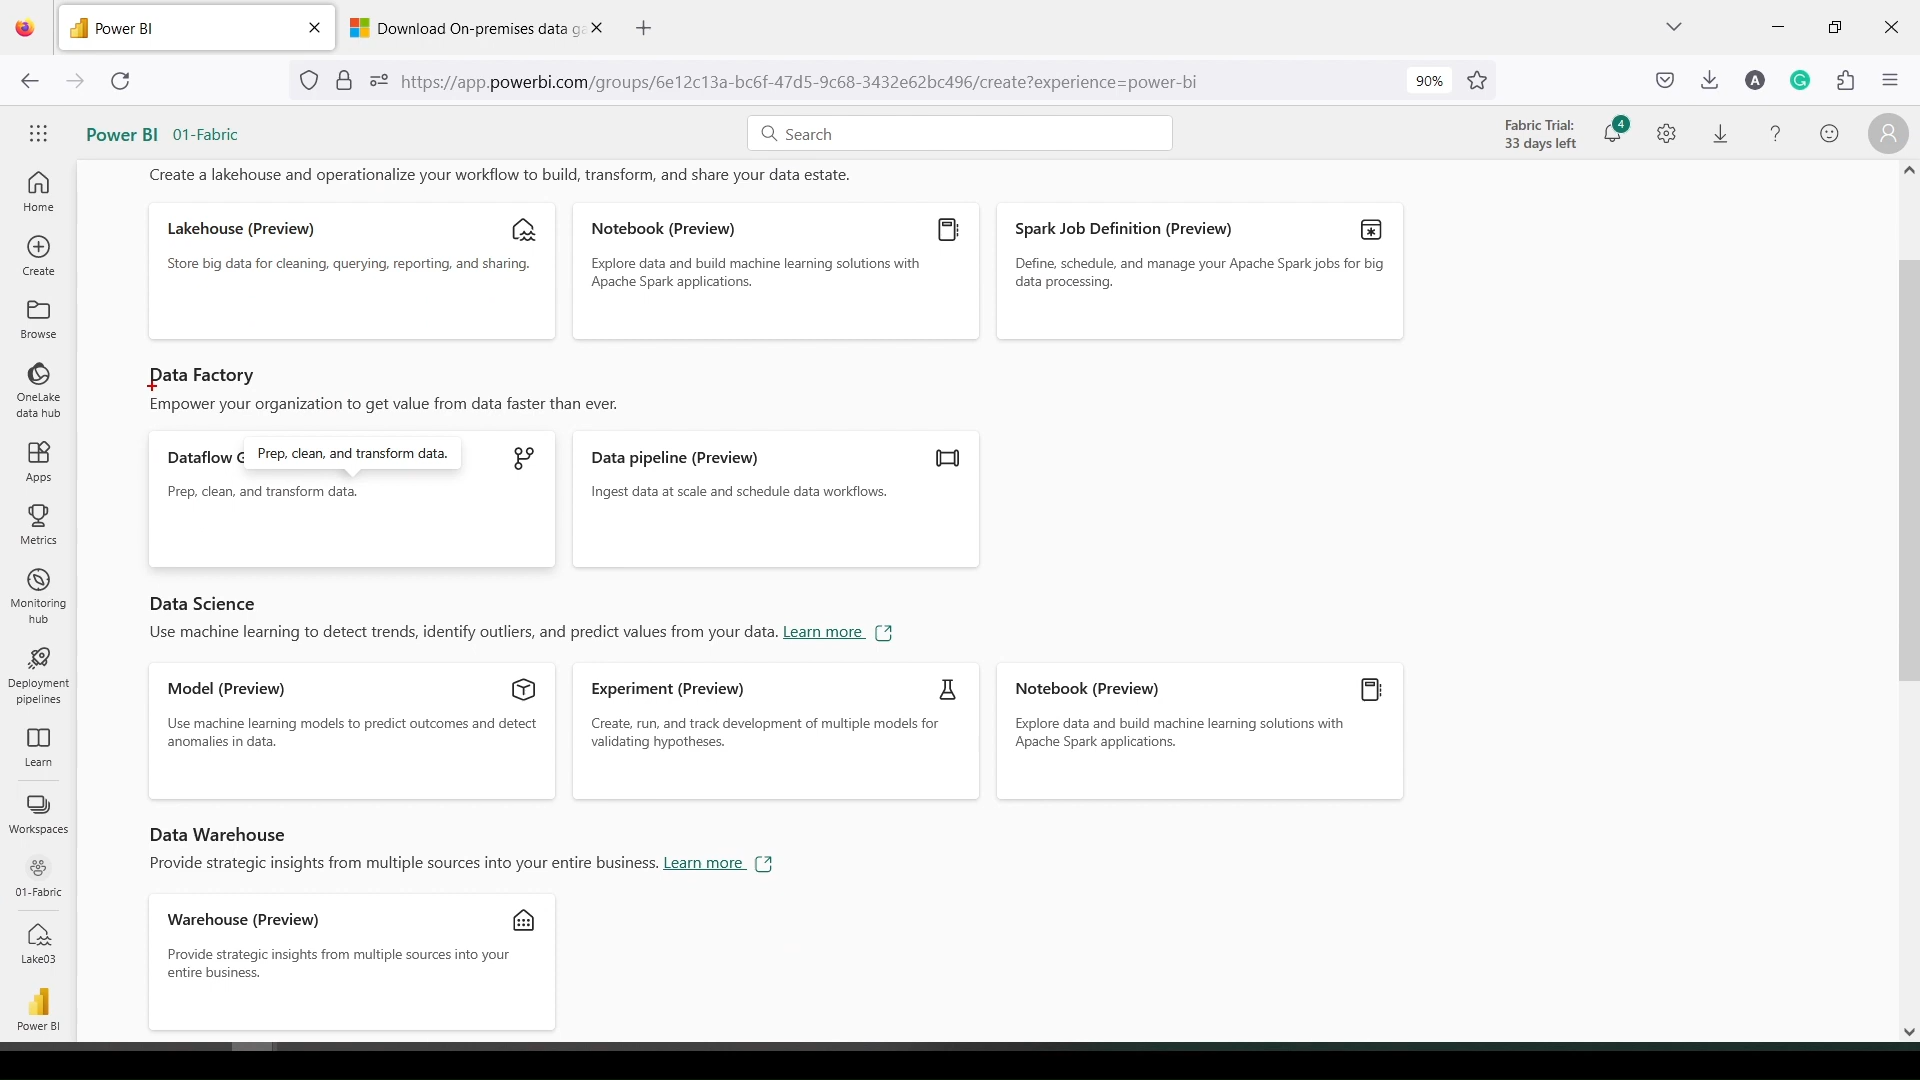 Power BI
Download On-premises data ga
https://app.powerbi.com/groups/6e12c13a-bc6f-47d5-9c68-3432e62bc496/create?experience=power-bi
90%
A
G
Power BI 01-Fabric
Search
Fabric Trial:
33 days left
4
?
Home
Create
Browse
OneLake
data hub
Apps
Metrics
Monitoring
hub
Deployment
pipelines
Learn
Workspaces
01-Fabric
Lake03
Power BI
Create a lakehouse and operationalize your workflow to build, transform, and share your data estate.
Lakehouse (Preview)
Store big data for cleaning, querying, reporting, and sharing.
Notebook (Preview)
Explore data and build machine learning solutions with
Apache Spark applications.
Spark Job Definition (Preview)
Define, schedule, and manage your Apache Spark jobs for big
data processing.
Data Factory
Empower your organization to get value from data faster than ever.
Dataflow G
Prep, clean, and transform data.
Prep, clean, and transform data.
Data pipeline (Preview)
Ingest data at scale and schedule data workflows.
Data Science
Use machine learning to detect trends, identify outliers, and predict values from your data. Learn more
Model (Preview)
Use machine learning models to predict outcomes and detect
anomalies in data.
Experiment (Preview)
Create, run, and track development of multiple models for
validating hypotheses.
Notebook (Preview)
Explore data and build machine learning solutions with
Apache Spark applications.
Data Warehouse
Provide strategic insights from multiple sources into your entire business. Learn more
Warehouse (Preview)
Provide strategic insights from multiple sources into your
entire business.